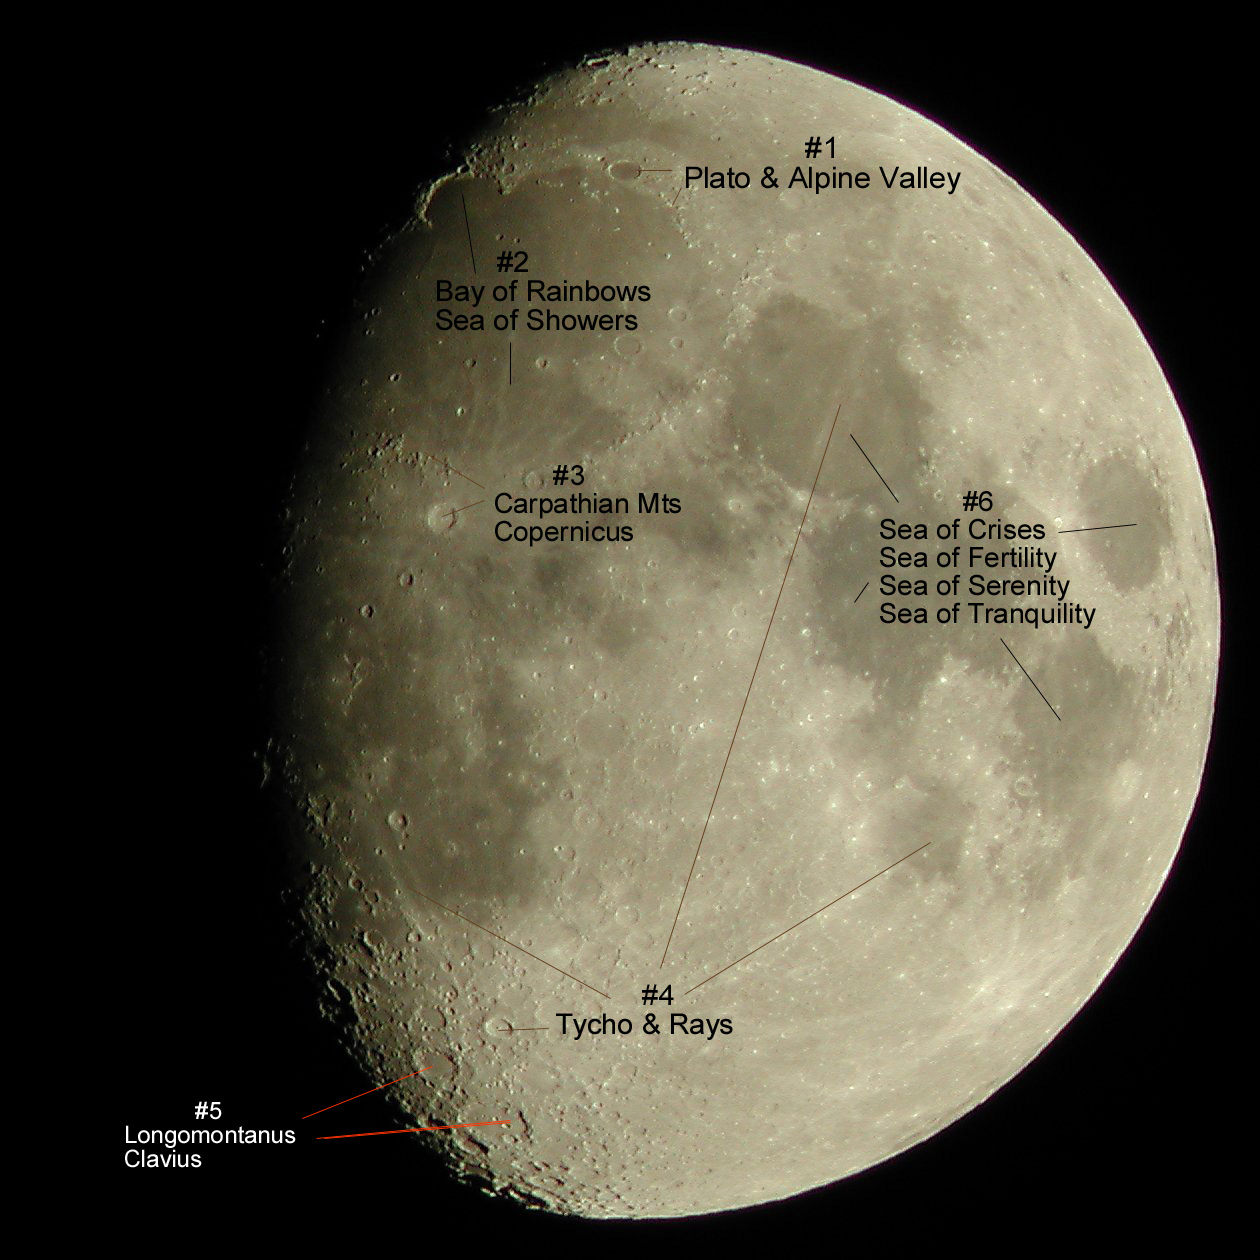 #1
Plato & Alpine Valley
#2
Bay of Rainbows
Sea of Showers
#3
Carpathian Mts
Copernicus
#6
Sea of Crises
Sea of Fertility
Sea of Serenity
Sea of Tranquility
#4
Tycho & Rays
#5
Longomontanus
Clavius